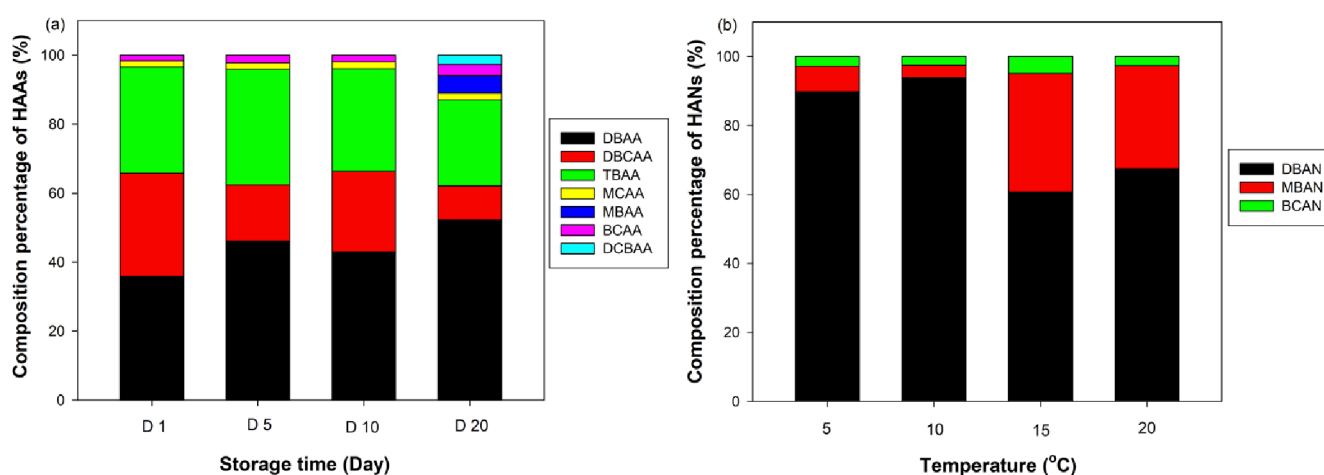 (a)
Composition percentage of HAAs (%)
100
80
60
40
20
0
D 1 D 5 D 10 D 20
Storage time (Day)
DBAA
DBCAA
TBAA
MCAA
MBAA
BCAA
DCBAA
(b)
Composition percentage of HANs (%)
100
80
60
40
20
0
5 10 15 20
Temperature (°C)
DBAN
MBAN
BCAN